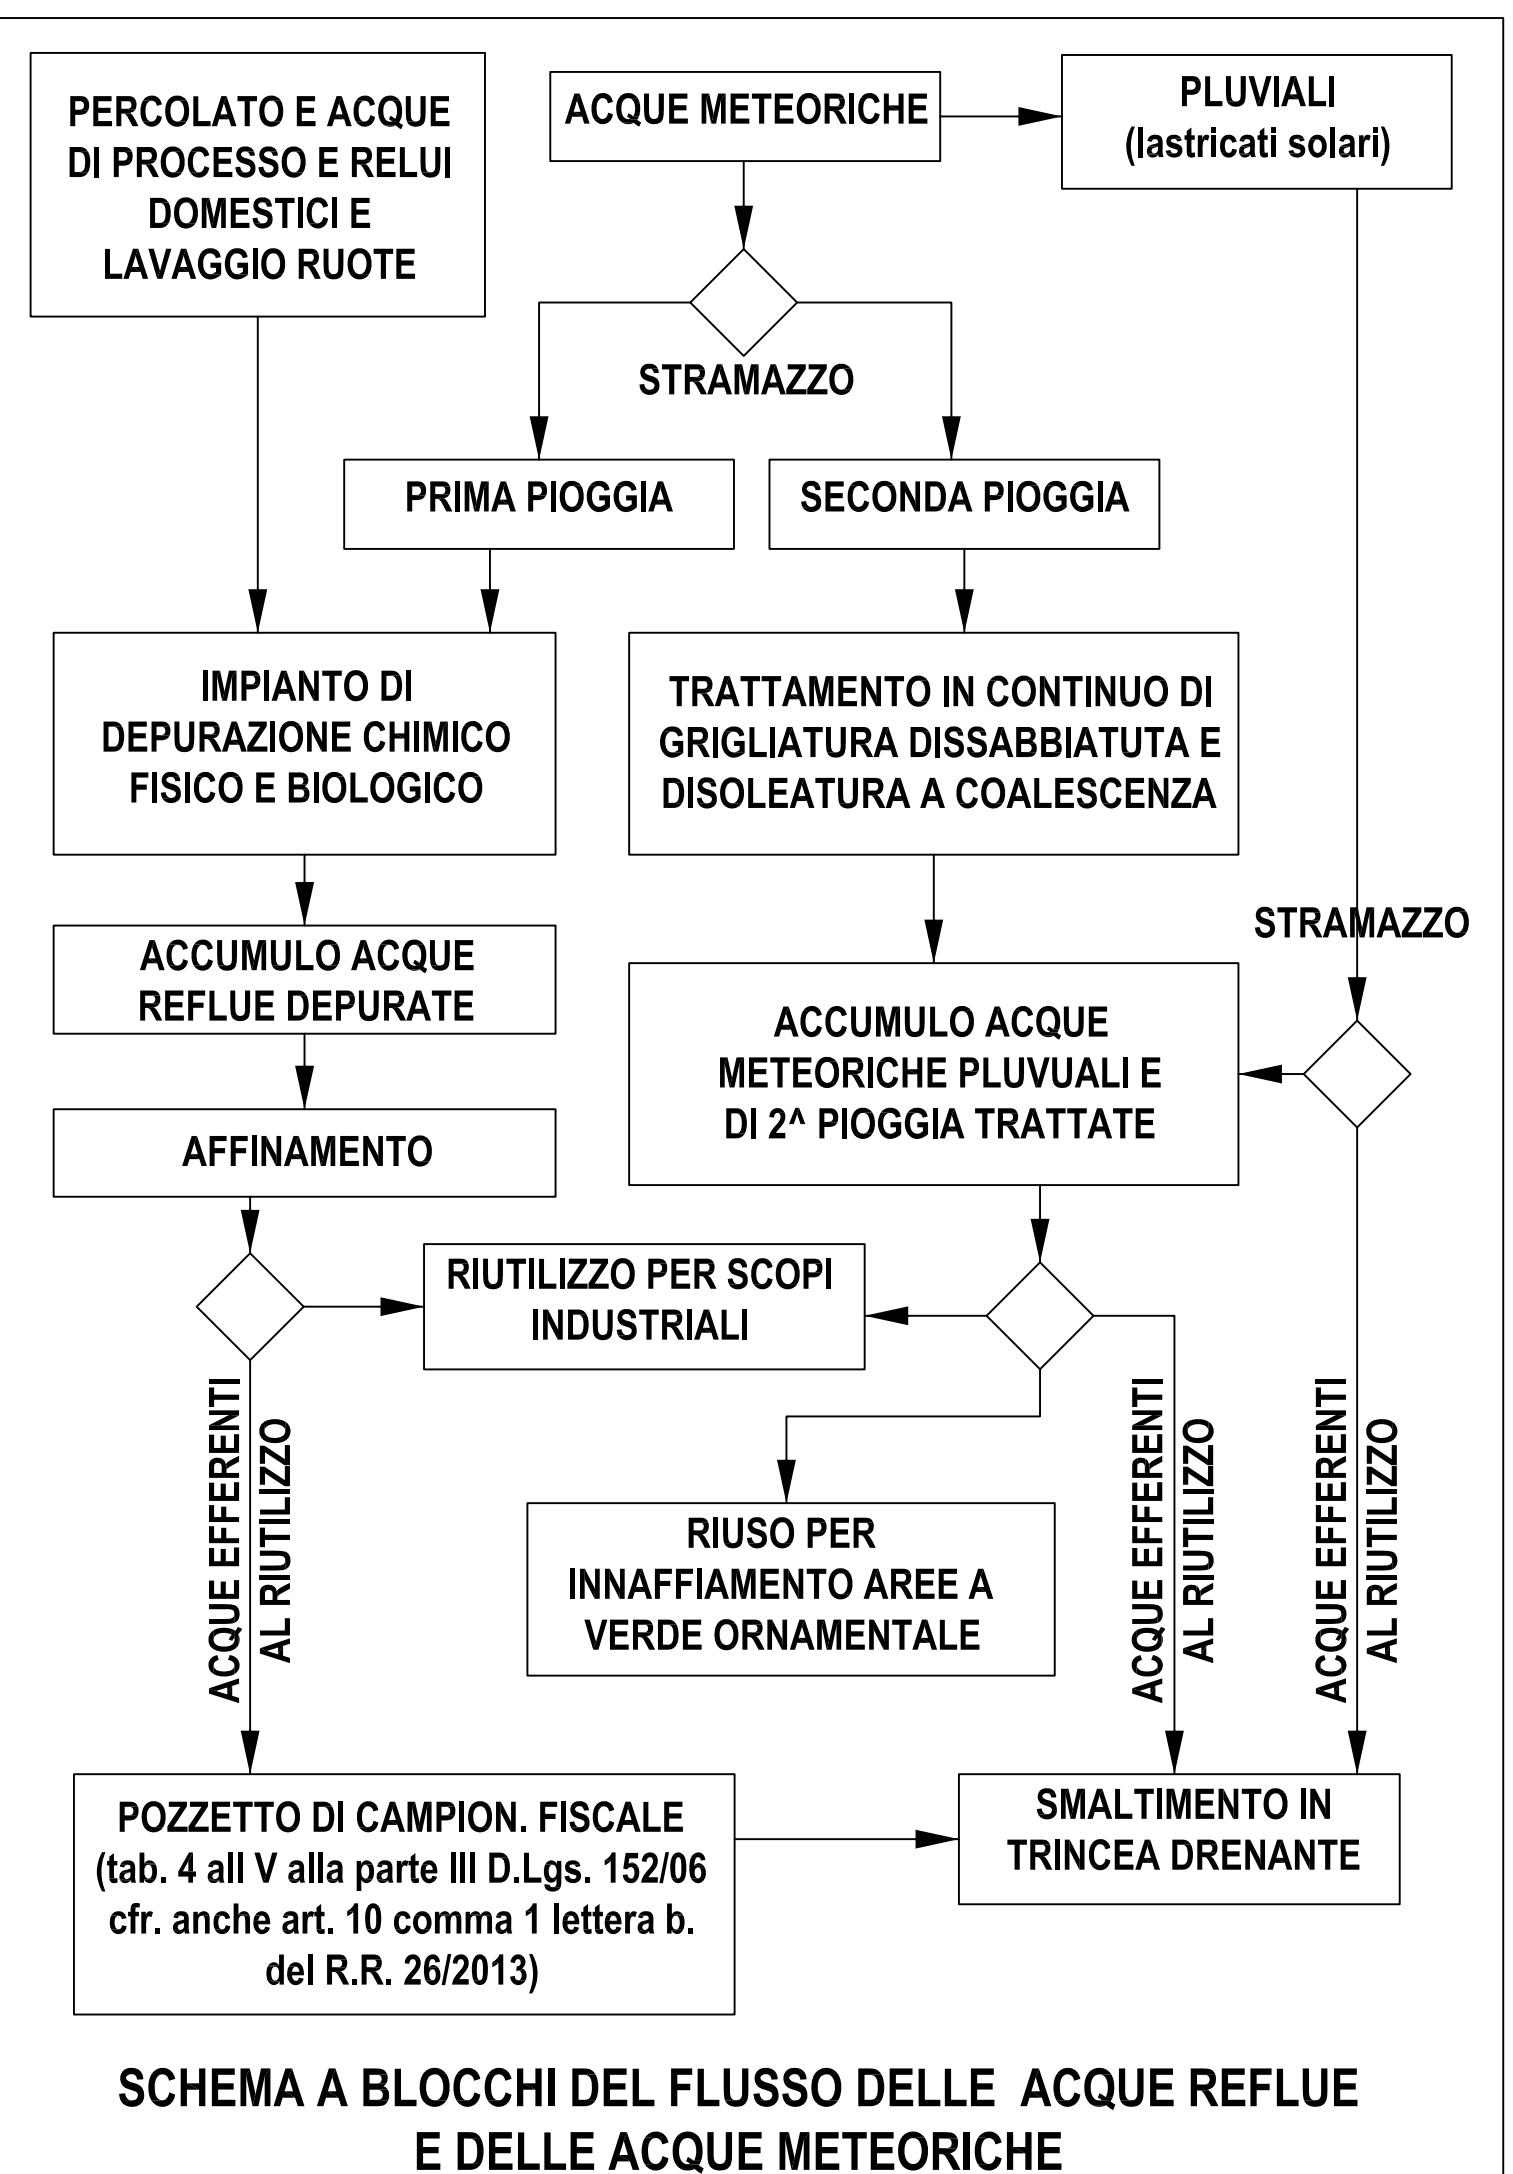 PERCOLATO E ACQUE
DI PROCESSO E RELUI
DOMESTICI E
LAVAGGIO RUOTE
ACQUE METEORICHE
PLUVIALI
(lastricati solari)
STRAMAZZO
PRIMA PIOGGIA
SECONDA PIOGGIA
IMPIANTO DI
DEPURAZIONE CHIMICO
FISICO E BIOLOGICO
TRATTAMENTO IN CONTINUO DI
GRIGLIATURA DISSABBIATUTA E
DISOLEATURA A COALESCENZA
STRAMAZZO
ACCUMULO ACQUE
REFLUE DEPURATE
ACCUMULO ACQUE
METEORICHE PLUVUALI E
DI 2^ PIOGGIA TRATTATE
AFFINAMENTO
RIUTILIZZO PER SCOPI
INDUSTRIALI
ACQUE EFFERENTI
AL RIUTILIZZO
RIUSO PER
INNAFFIAMENTO AREE A
VERDE ORNAMENTALE
ACQUE EFFERENTI
AL RIUTILIZZO
ACQUE EFFERENTI
AL RIUTILIZZO
POZZETTO DI CAMPION. FISCALE
(tab. 4 all V alla parte III D.Lgs. 152/06
cfr. anche art. 10 comma 1 lettera b.
del R.R. 26/2013)
SMALTIMENTO IN
TRINCEA DRENANTE
SCHEMA A BLOCCHI DEL FLUSSO DELLE ACQUE REFLUE
E DELLE ACQUE METEORICHE